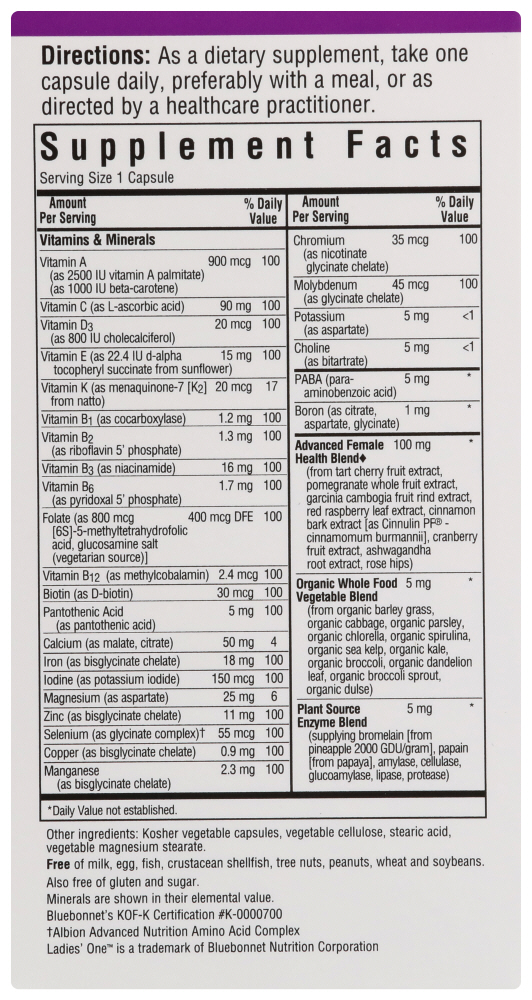 Directions: As a dietary supplement, take one
capsule daily, preferably with a meal, or as
directed by a healthcare practitioner.
Supplement Facts
Serving Size 1 Capsule
Amount Per Serving % Daily Value
Vitamins & Minerals
Vitamin A 900 mcg 100
(as 2500 IU vitamin A palmitate)
(as 1000 IU beta-carotene)
Vitamin C (as L-ascorbic acid) 90 mg 100
Vitamin D3 20 mcg 100
(as 800 IU cholecalciferol)
Vitamin E (as 22.4 IU d-alpha 15 mg 100
tocopheryl succinate from sunflower)
Vitamin K (as menaquinone-7 [K2] 20 mcg 17
from natto)
Vitamin B1 (as cocarboxylase) 1.2 mg 100
Vitamin B2 1.3 mg 100
(as riboflavin 5' phosphate)
Vitamin B3 (as niacinamide) 16 mg 100
Vitamin B6 1.7 mg 100
(as pyridoxal 5' phosphate)
Folate (as 800 mcg 400 mcg DFE 100
[6S]-5-methyltetrahydrofolic
acid, glucosamine salt
(vegetarian source)]
Vitamin B12 (as methylcobalamin) 2.4 mcg 100
Biotin (as D-biotin) 30 mcg 100
Pantothenic Acid 5 mg 100
(as pantothenic acid)
Calcium (as malate, citrate) 50 mg 4
Iron (as bisglycinate chelate) 18 mg 100
Iodine (as potassium iodide) 150 mcg 100
Magnesium (as aspartate) 25 mg 6
Zinc (as bisglycinate chelate) 11 mg 100
Selenium (as glycinate complex)† 55 mcg 100
Copper (as bisglycinate chelate) 0.9 mg 100
Manganese 2.3 mg 100
(as bisglycinate chelate)
Amount Per Serving % Daily Value
Chromium 35 mcg 100
(as nicotinate
glycinate chelate)
Molybdenum 45 mcg 100
(as glycinate chelate)
Potassium 5 mg <1
(as aspartate)
Choline 5 mg <1
(as bitartrate)
PABA (para- 5 mg *
aminobenzoic acid)
Boron (as citrate, 1 mg *
aspartate, glycinate)
Advanced Female 100 mg *
Health Blend♦
(from tart cherry fruit extract,
pomegranate whole fruit extract,
garcinia cambogia fruit rind extract,
red raspberry leaf extract, cinnamon
bark extract [as Cinnulin PF® -
cinnamomum burmannii], cranberry
fruit extract, ashwagandha
root extract, rose hips)
Organic Whole Food 5 mg *
Vegetable Blend
(from organic barley grass,
organic cabbage, organic parsley,
organic chlorella, organic spirulina,
organic sea kelp, organic kale,
organic broccoli, organic dandelion
leaf, organic broccoli sprout,
organic dulse)
Plant Source 5 mg *
Enzyme Blend
(supplying bromelain [from
pineapple 2000 GDU/gram], papain
[from papaya], amylase, cellulase,
glucoamylase, lipase, protease)
*Daily Value not established.
Other ingredients: Kosher vegetable capsules, vegetable cellulose, stearic acid,
vegetable magnesium stearate.
Free of milk, egg, fish, crustacean shellfish, tree nuts, peanuts, wheat and soybeans.
Also free of gluten and sugar.
Minerals are shown in their elemental value.
Bluebonnet's KOF-K Certification #K-0000700
†Albion Advanced Nutrition Amino Acid Complex
Ladies' One™ is a trademark of Bluebonnet Nutrition Corporation